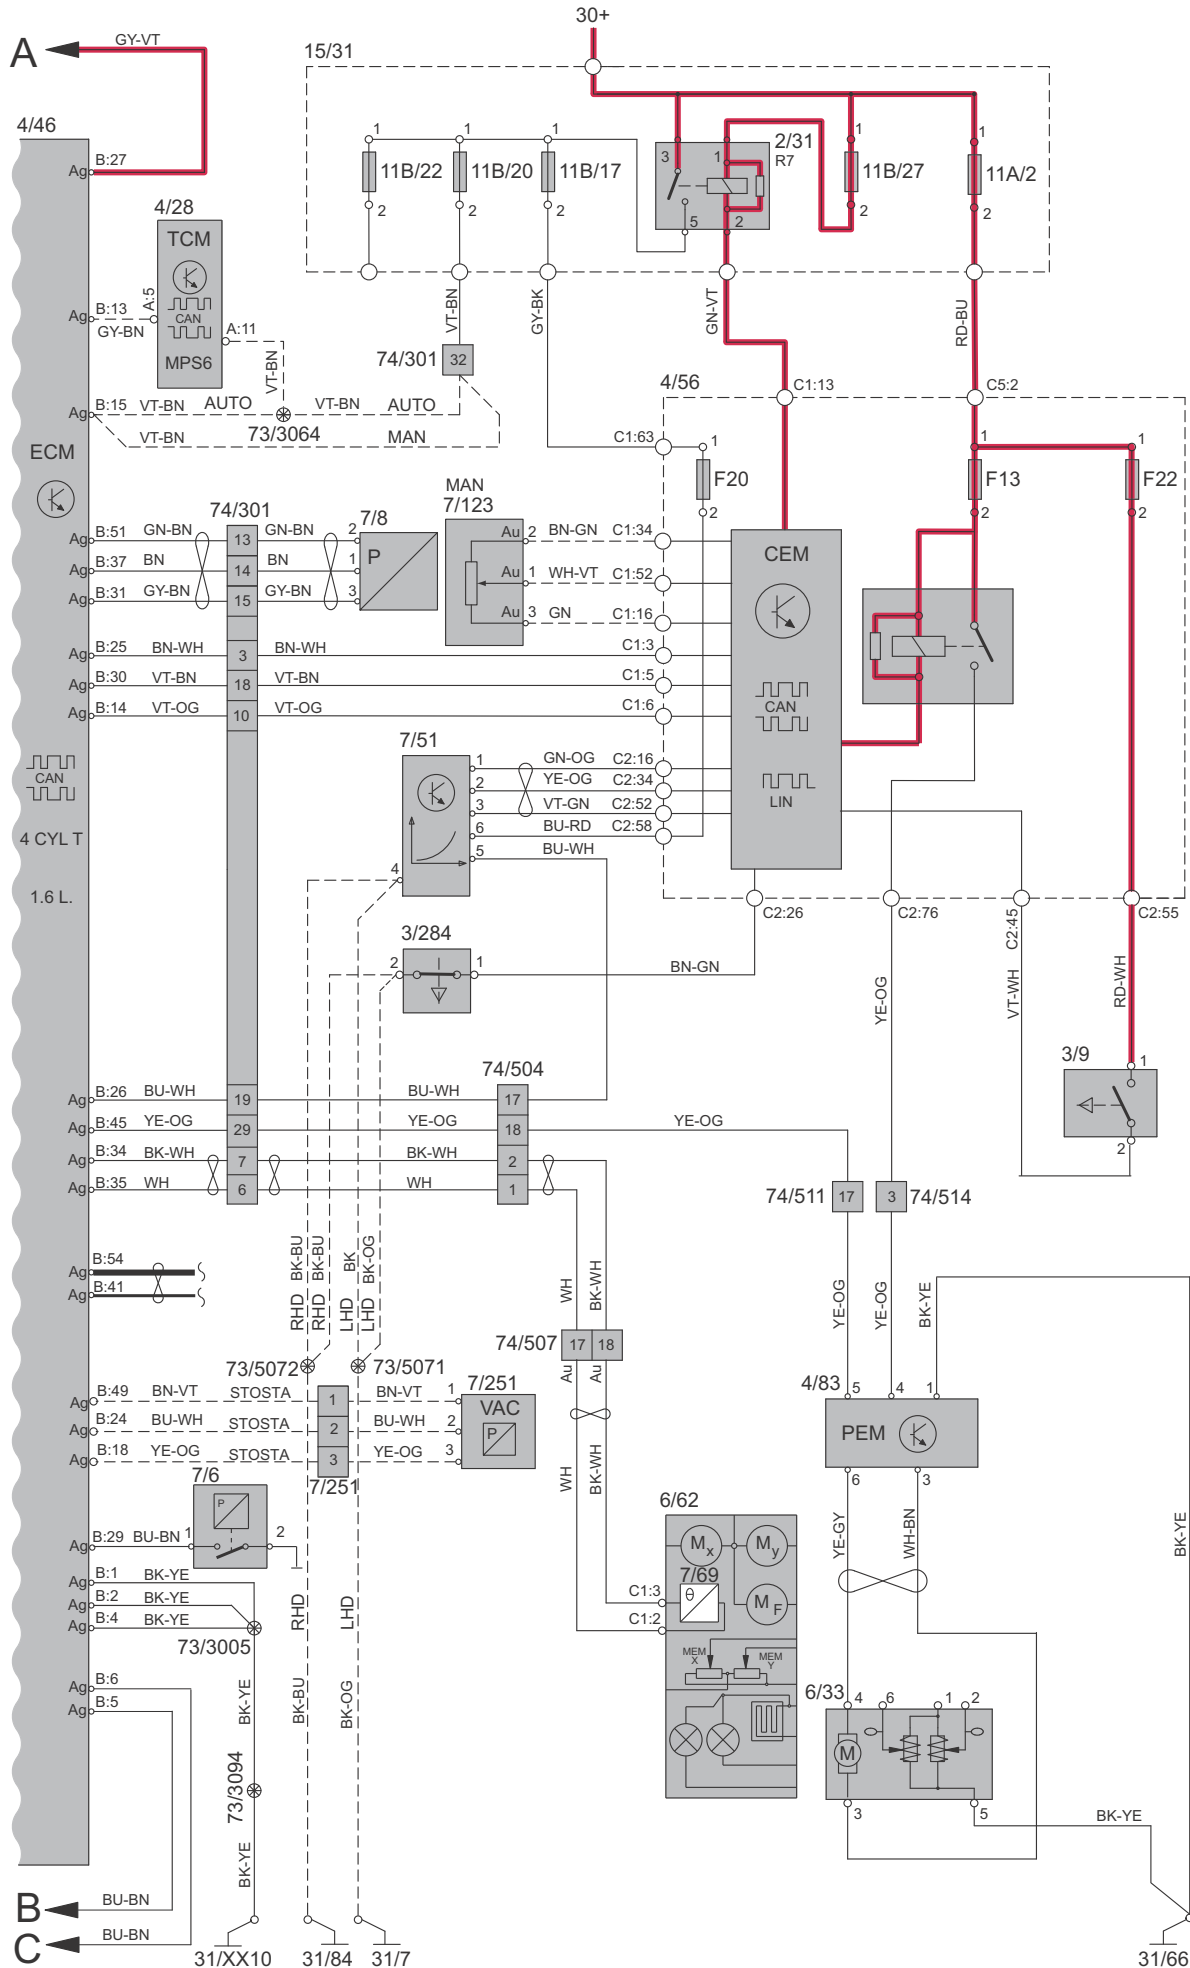 30+
A
GY-VT
15/31
4/46
Ag B:27
1 1 1
11B/22 11B/20 11B/17
2 2 2
3 1 2/31
R7
5 2
1
11B/27
2
1
11A/2
2
4/28
TCM
CAN
MPS6
A:5
A:11
VT-BN
Ag B:13
GY-BN
VT-BN
GY-BK
GN-VT
RD-BU
74/301 32
Ag B:15 VT-BN AUTO VT-BN AUTO
73/3064
VT-BN MAN
4/56 C1:13 C5:2
C1:63
1
F20
2
1
F13
2
1
F22
2
ECM
74/301
Ag B:51 GN-BN 13 GN-BN 2
Ag B:37 BN 14 BN 1
Ag B:31 GY-BN 15 GY-BN 3
7/8
P
MAN
7/123
Au 2 BN-GN C1:34
Au 1 WH-VT C1:52
Au 3 GN C1:16
CEM
CAN
LIN
Ag B:25 BN-WH 3 BN-WH C1:3
Ag B:30 VT-BN 18 VT-BN C1:5
Ag B:14 VT-OG 10 VT-OG C1:6
CAN
4 CYL T
1.6 L.
7/51
1 GN-OG C2:16
2 YE-OG C2:34
3 VT-GN C2:52
6 BU-RD C2:58
5 BU-WH
4
C2:26 C2:76 C2:45 C2:55
3/284
2 1 BN-GN
YE-OG
VT-WH
RD-WH
3/9
1
2
74/504
Ag B:26 BU-WH 19 BU-WH 17
Ag B:45 YE-OG 29 YE-OG 18 YE-OG
Ag B:34 BK-WH 7 BK-WH 2
Ag B:35 WH 6 WH 1
74/511 17 3 74/514
Ag B:54
Ag B:41
RHD BK-BU
RHD BK-BU
LHD BK
LHD BK-OG
WH
BK-WH
YE-OG
YE-OG
BK-YE
74/507 17 18
Au Au
73/5072 73/5071
Ag B:49 BN-VT STOSTA 1 BN-VT 1
Ag B:24 BU-WH STOSTA 2 BU-WH 2
Ag B:18 YE-OG STOSTA 3 YE-OG 3
7/251
VAC
P
7/251
4/83
5 4 1
PEM
6 3
WH
BK-WH
YE-GY
WH-BN
BK-YE
7/6
P
Ag B:29 BU-BN 1 2
Ag B:1 BK-YE
Ag B:2 BK-YE
Ag B:4 BK-YE
73/3005
RHD
LHD
6/62
Mx My
7/69
θ
MF
C1:3
C1:2
MEM
X
MEM
Y
Ag B:6
Ag B:5
BK-YE
BK-BU
BK-OG
6/33
4 6 1 2
M
3 5
BK-YE
73/3094
BK-YE
B
BU-BN
C
BU-BN
31/XX10 31/84 31/7 31/66